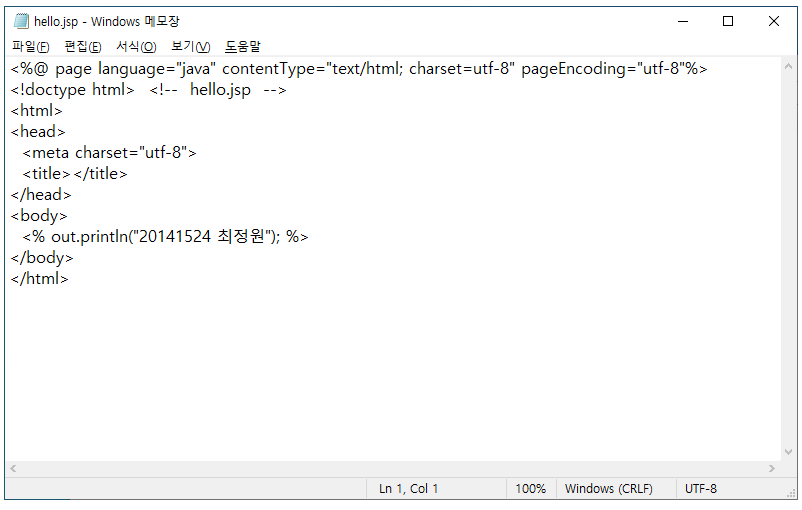 hello.jsp - Windows 메모장
파일(F) 편집(E) 서식(O) 보기(V) 도움말
<%@ page language="java" contentType="text/html; charset=utf-8" pageEncoding="utf-8"%>
<!doctype html>  <!--  hello.jsp  -->
<html>
<head>
  <meta charset="utf-8">
  <title></title>
</head>
<body>
  <% out.println("20141524 최정원"); %>
</body>
</html>
Ln 1, Col 1 100% Windows (CRLF) UTF-8